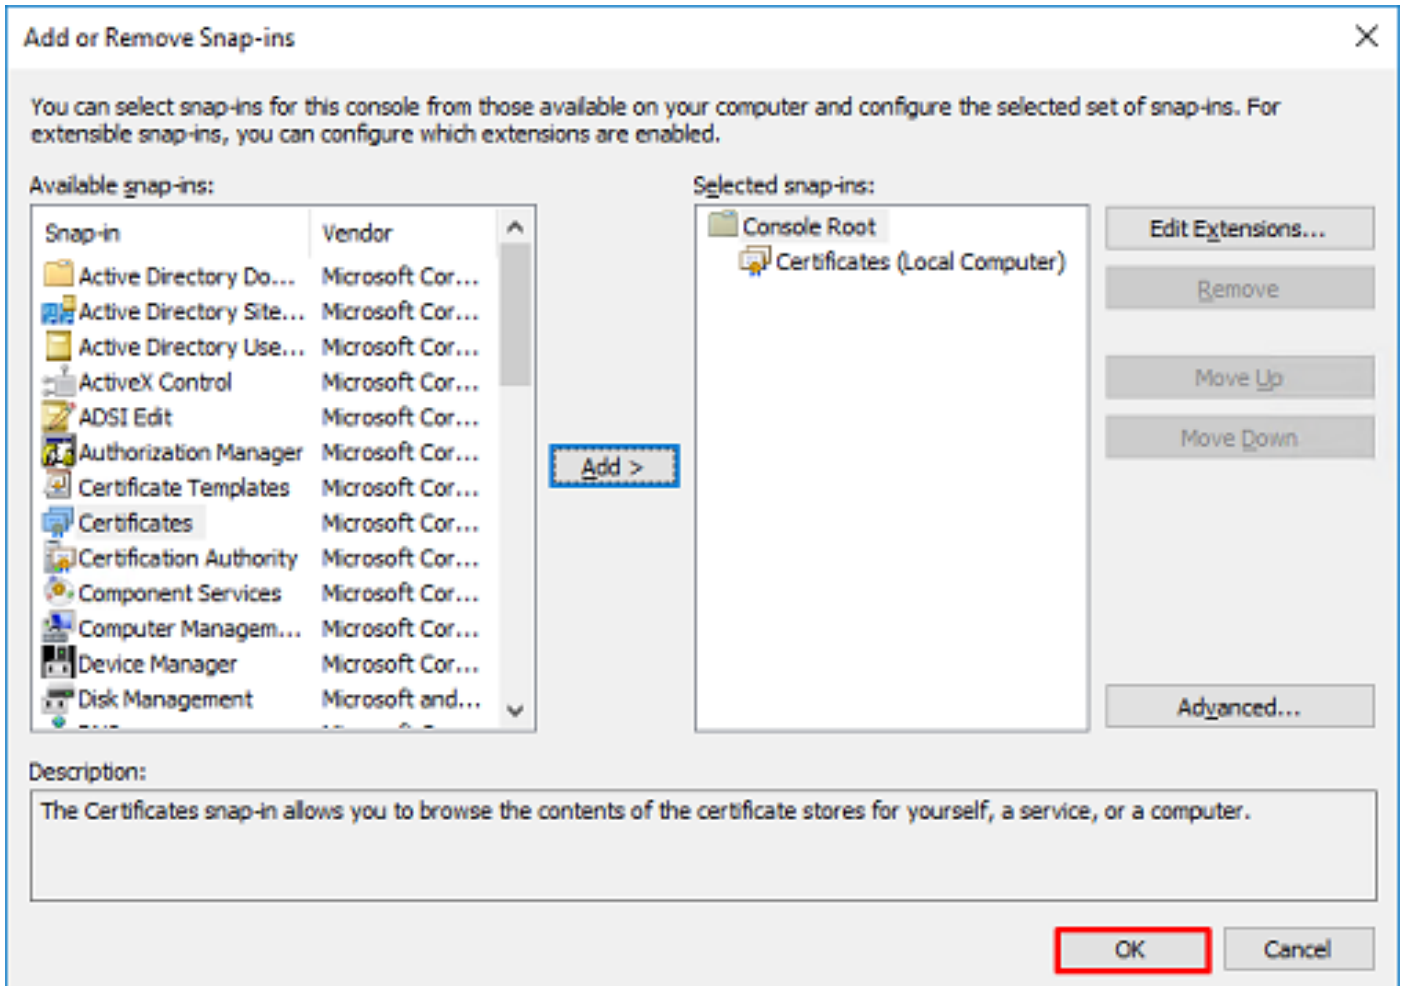 Add or Remove Snap-ins
You can select snap-ins for this console from those available on your computer and configure the selected set of snap-ins. For
extensible snap-ins, you can configure which extensions are enabled.
Available snap-ins:
Snap-in Vendor
Active Directory Do... Microsoft Cor...
Active Directory Site... Microsoft Cor...
Active Directory Use... Microsoft Cor...
ActiveX Control Microsoft Cor...
ADSI Edit Microsoft Cor...
Authorization Manager Microsoft Cor...
Certificate Templates Microsoft Cor...
Certificates Microsoft Cor...
Certification Authority Microsoft Cor...
Component Services Microsoft Cor...
Computer Managem... Microsoft Cor...
Device Manager Microsoft Cor...
Disk Management Microsoft and...
Add >
Selected snap-ins:
Console Root
Certificates (Local Computer)
Edit Extensions...
Remove
Move Up
Move Down
Advanced...
Description:
The Certificates snap-in allows you to browse the contents of the certificate stores for yourself, a service, or a computer.
OK
Cancel